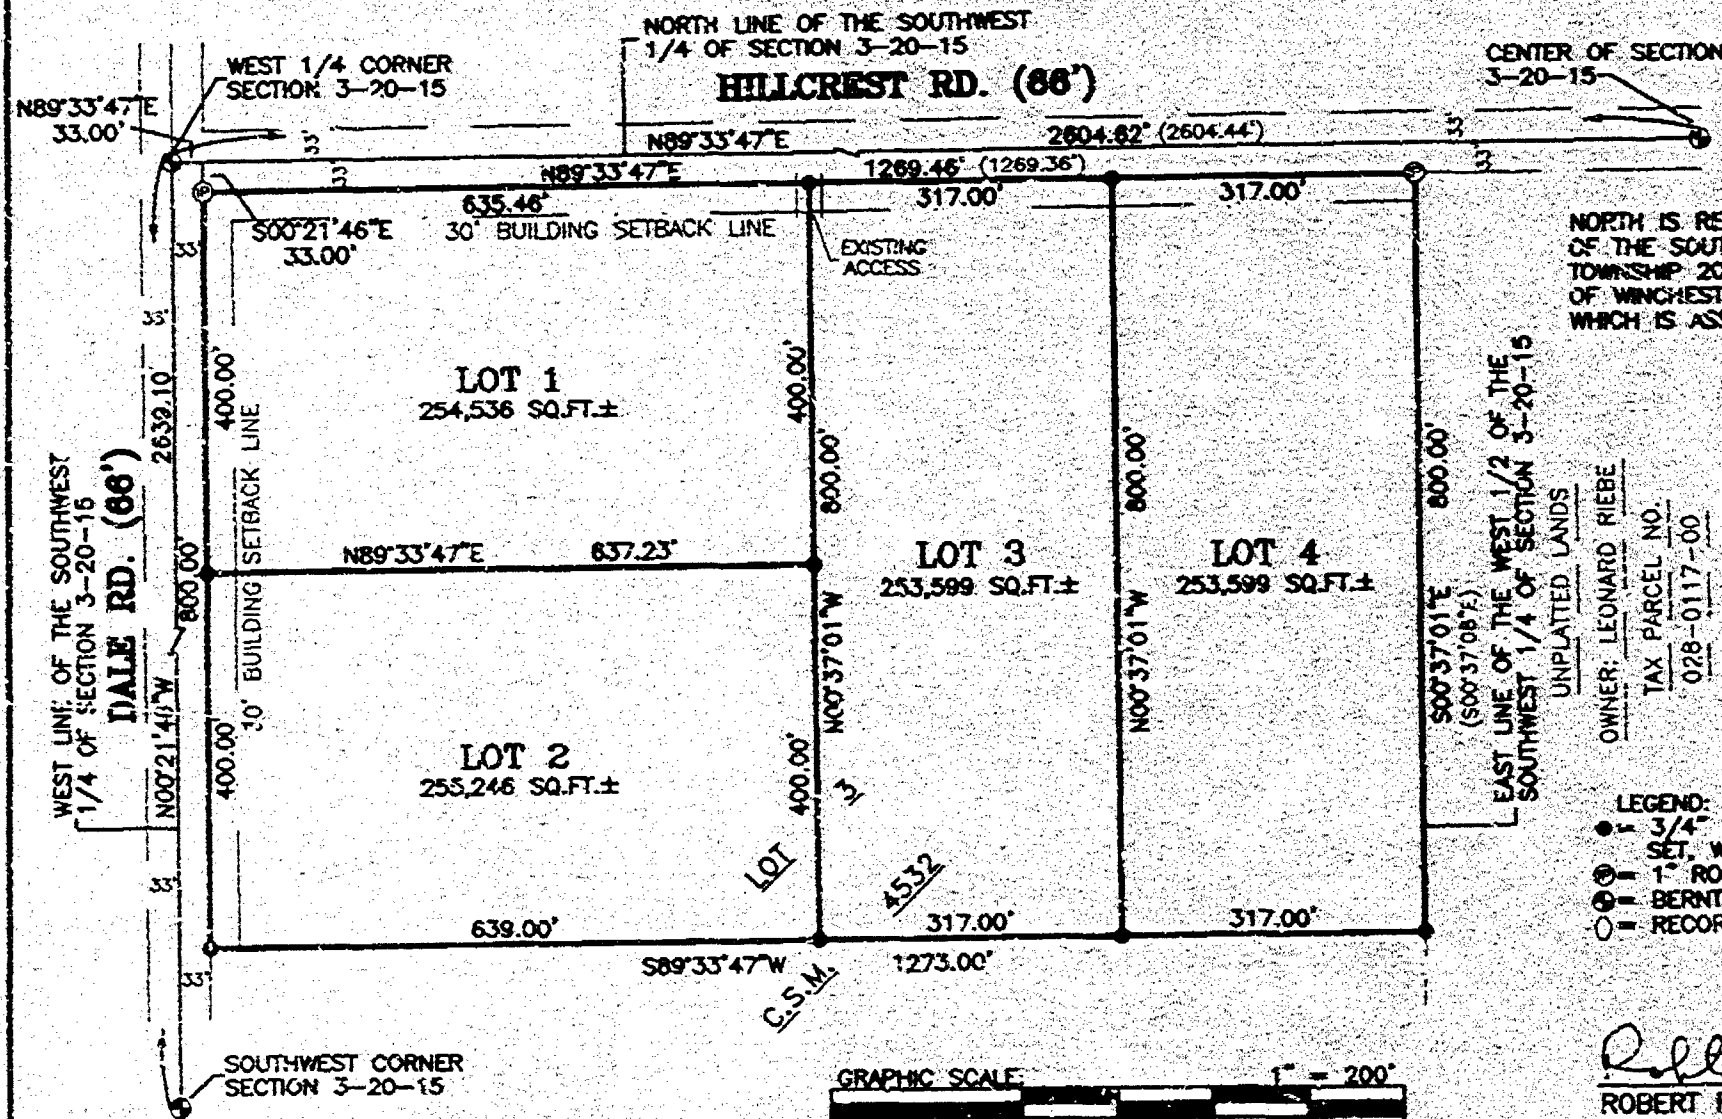 NORTH LINE OF THE SOUTHWEST
1/4 OF SECTION 3-20-15
HILLCREST RD. (66')
WEST 1/4 CORNER
SECTION 3-20-15
CENTER OF SECTION
3-20-15
N89°33'47"E
33.00'
33'
33'
N89°33'47"E
2604.62' (2604.44')
33'
33'
N89°33'47"E
1269.46' (1269.36')
635.46'
317.00'
317.00'
S00°21'46"E
33.00'
30' BUILDING SETBACK LINE
EXISTING
ACCESS
NORTH IS
OF THE
TOWNSHIP 20
OF
WHICH IS
33'
33'
2639.10'
400.00'
400.00'
LOT 1
254,536 SQ.FT.±
800.00'
800.00'
800.00'
WEST LINE OF THE SOUTHWEST
1/4 OF SECTION 3-20-15
DALE RD. (66')
800.00'
N00°21'46"W
30' BUILDING SETBACK LINE
N89°33'47"E
637.23'
LOT 3
253,599 SQ.FT.±
LOT 4
253,599 SQ.FT.±
N00°37'01"W
N00°37'01"W
S00°37'01"E
(S00°37'08"E)
EAST LINE OF THE WEST 1/2 OF THE
SOUTHWEST 1/4 OF SECTION 3-20-15
UNPLATTED LANDS
OWNER: LEONARD RIEBE
TAX PARCEL NO.
028-0117-00
400.00'
LOT 2
255,246 SQ.FT.±
400.00'
LOT 3
C.S.M. 4532
33'
639.00'
317.00'
317.00'
S89°33'47"W
1273.00'
33'
LEGEND:
● = 3/4"
SET,
= 1"
=
○ =
SOUTHWEST CORNER
SECTION 3-20-15
GRAPHIC SCALE
1" = 200'
ROBERT